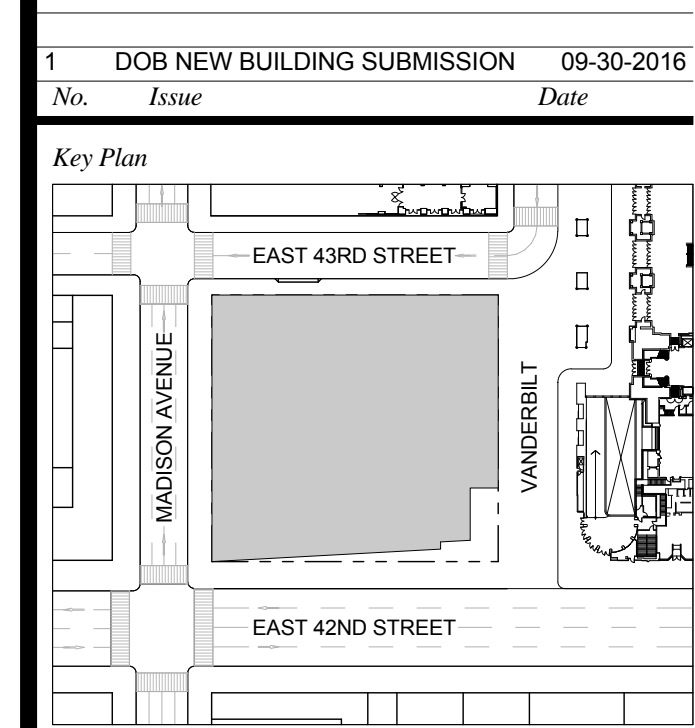 1 DOB NEW BUILDING SUBMISSION 09-30-2016
No. Issue Date
Key Plan
EAST 43RD STREET
MADISON AVENUE
VANDERBILT
EAST 42ND STREET